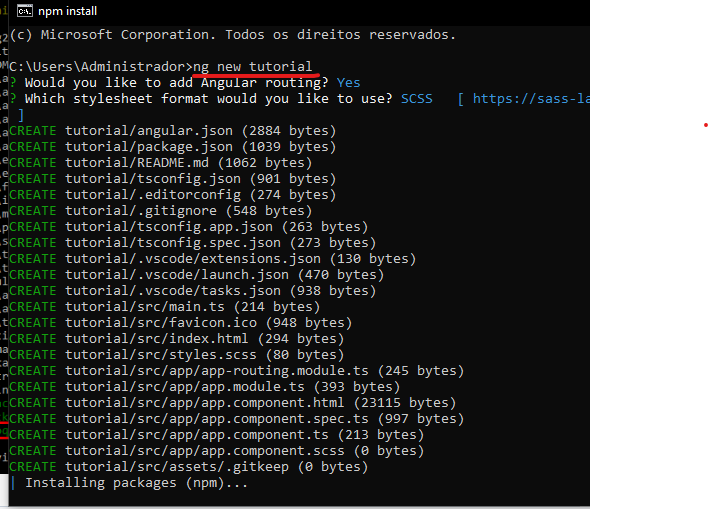 npm install
(c) Microsoft Corporation. Todos os direitos reservados.
C:\Users\Administrador>ng new tutorial
? Would you like to add Angular routing? Yes
? Which stylesheet format would you like to use? SCSS [ https://sass-la
]
CREATE tutorial/angular.json (2884 bytes)
CREATE tutorial/package.json (1039 bytes)
CREATE tutorial/README.md (1062 bytes)
CREATE tutorial/tsconfig.json (901 bytes)
CREATE tutorial/.editorconfig (274 bytes)
CREATE tutorial/.gitignore (548 bytes)
CREATE tutorial/tsconfig.app.json (263 bytes)
CREATE tutorial/tsconfig.spec.json (273 bytes)
CREATE tutorial/.vscode/extensions.json (130 bytes)
CREATE tutorial/.vscode/launch.json (470 bytes)
CREATE tutorial/.vscode/tasks.json (938 bytes)
CREATE tutorial/src/main.ts (214 bytes)
CREATE tutorial/src/favicon.ico (948 bytes)
CREATE tutorial/src/index.html (294 bytes)
CREATE tutorial/src/styles.scss (80 bytes)
CREATE tutorial/src/app/app-routing.module.ts (245 bytes)
CREATE tutorial/src/app/app.module.ts (393 bytes)
CREATE tutorial/src/app/app.component.html (23115 bytes)
CREATE tutorial/src/app/app.component.spec.ts (997 bytes)
CREATE tutorial/src/app/app.component.ts (213 bytes)
CREATE tutorial/src/app/app.component.scss (0 bytes)
CREATE tutorial/src/assets/.gitkeep (0 bytes)
| Installing packages (npm)...